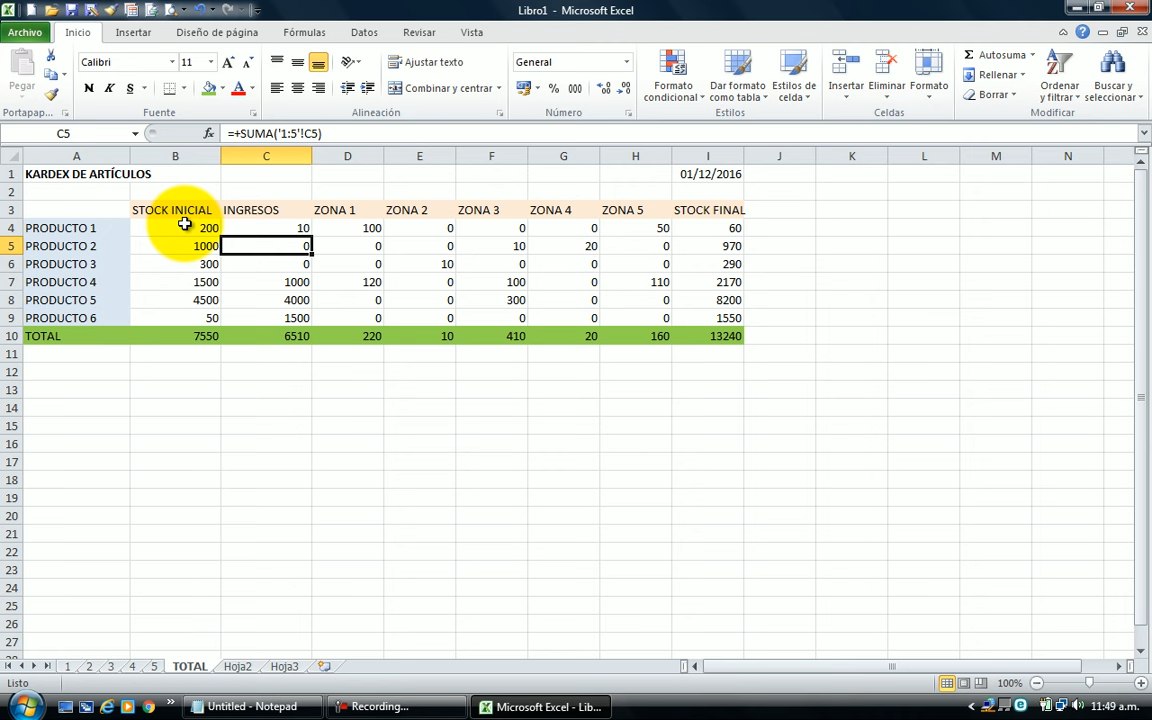 Libro1 - Microsoft Excel
Archivo Inicio Insertar Diseño de página Fórmulas Datos Revisar Vista
Pegar
Calibri 11
N K S
Ajustar texto
Combinar y centrar
General
% 000
Formato condicional
Dar formato como tabla
Estilos de celda
Insertar Eliminar Formato
Autosuma
Rellenar
Borrar
Ordenar y filtrar
Buscar y seleccionar
Portapap... Fuente Alineación Número Estilos Celdas Modificar
C5 fx =+SUMA('1:5'!C5)
A B C D E F G H I J K L M N
1 KARDEX DE ARTÍCULOS 01/12/2016
2
3 STOCK INICIAL INGRESOS ZONA 1 ZONA 2 ZONA 3 ZONA 4 ZONA 5 STOCK FINAL
4 PRODUCTO 1 200 10 100 0 0 0 50 60
5 PRODUCTO 2 1000 0 0 0 10 20 0 970
6 PRODUCTO 3 300 0 0 10 0 0 0 290
7 PRODUCTO 4 1500 1000 120 0 100 0 110 2170
8 PRODUCTO 5 4500 4000 0 0 300 0 0 8200
9 PRODUCTO 6 50 1500 0 0 0 0 0 1550
10 TOTAL 7550 6510 220 10 410 20 160 13240
11
12
13
14
15
16
17
18
19
20
21
22
23
24
25
26
27
1 2 3 4 5 TOTAL Hoja2 Hoja3
Listo 100%
Untitled - Notepad Recording... Microsoft Excel - Lib... 11:49 a.m.